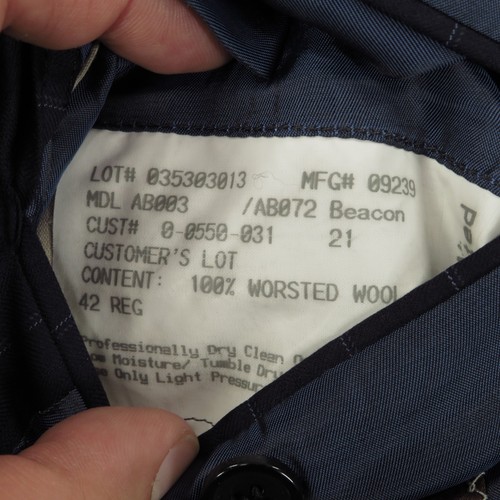 LOT# 035303013 MFG# 09239
MDL AB003 /AB072 Beacon
CUST# 0-0550-031 21
CUSTOMER'S LOT
CONTENT: 100% WORSTED WOOL
42 REG
Professionally Dry Clean
Moisture/ Tumble Dry
Only Light Pressure